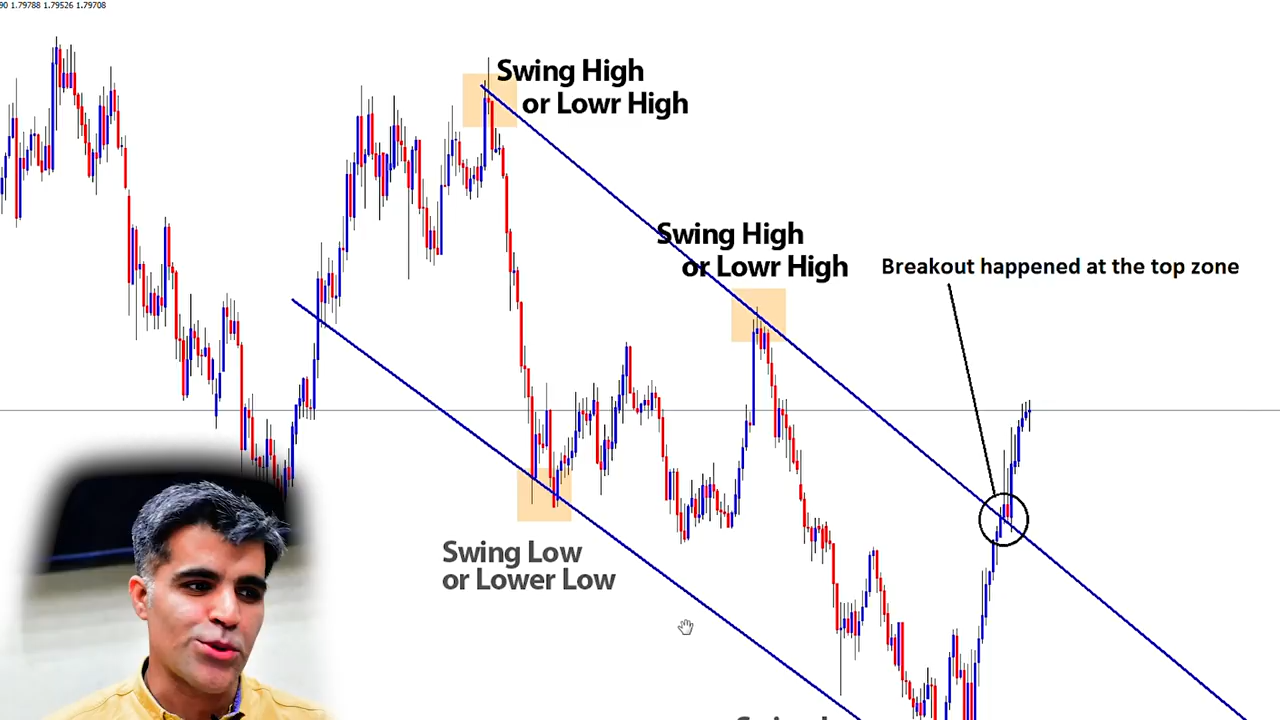 90 1.79788 1.79526 1.79708
Swing High
or Lowr High
Swing High
or Lowr High
Breakout happened at the top zone
Swing Low
or Lower Low